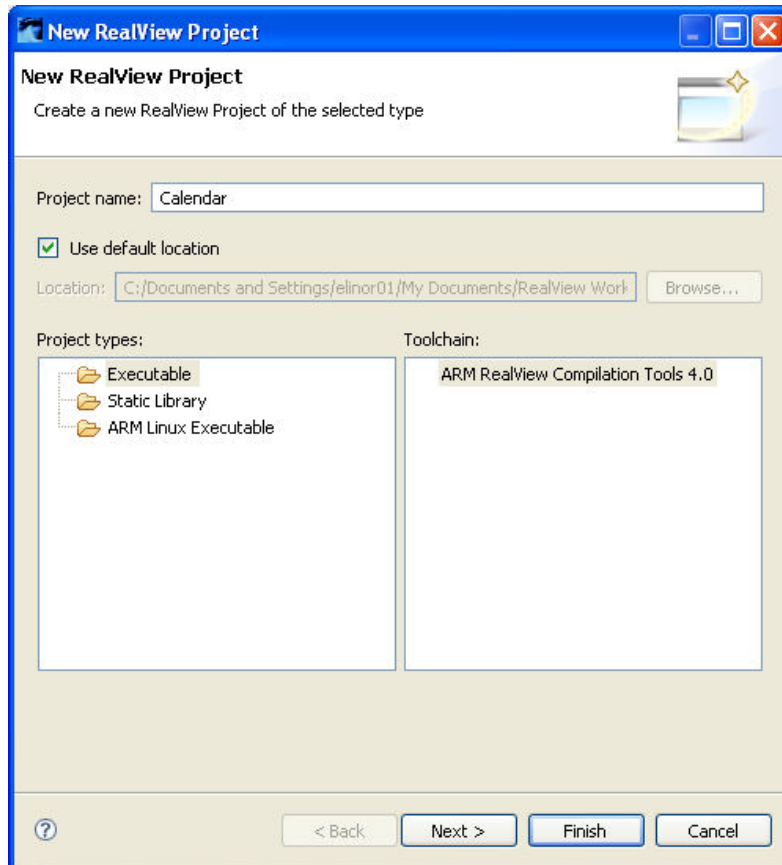 New RealView Project
New RealView Project
Create a new RealView Project of the selected type
Project name: Calendar
Use default location
Location: C:/Documents and Settings/elinor01/My Documents/RealView Work Browse...
Project types: Toolchain:
Executable ARM RealView Compilation Tools 4.0
Static Library
ARM Linux Executable
? < Back Next > Finish Cancel